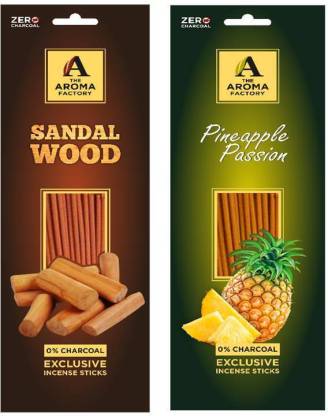 ZERO
CHARCOAL
A
THE
AROMA
FACTORY
SANDAL
WOOD
0% CHARCOAL
EXCLUSIVE
INCENSE STICKS
ZERO
CHARCOAL
A
THE
AROMA
FACTORY
Pineapple
Passion
0% CHARCOAL
EXCLUSIVE
INCENSE STICKS